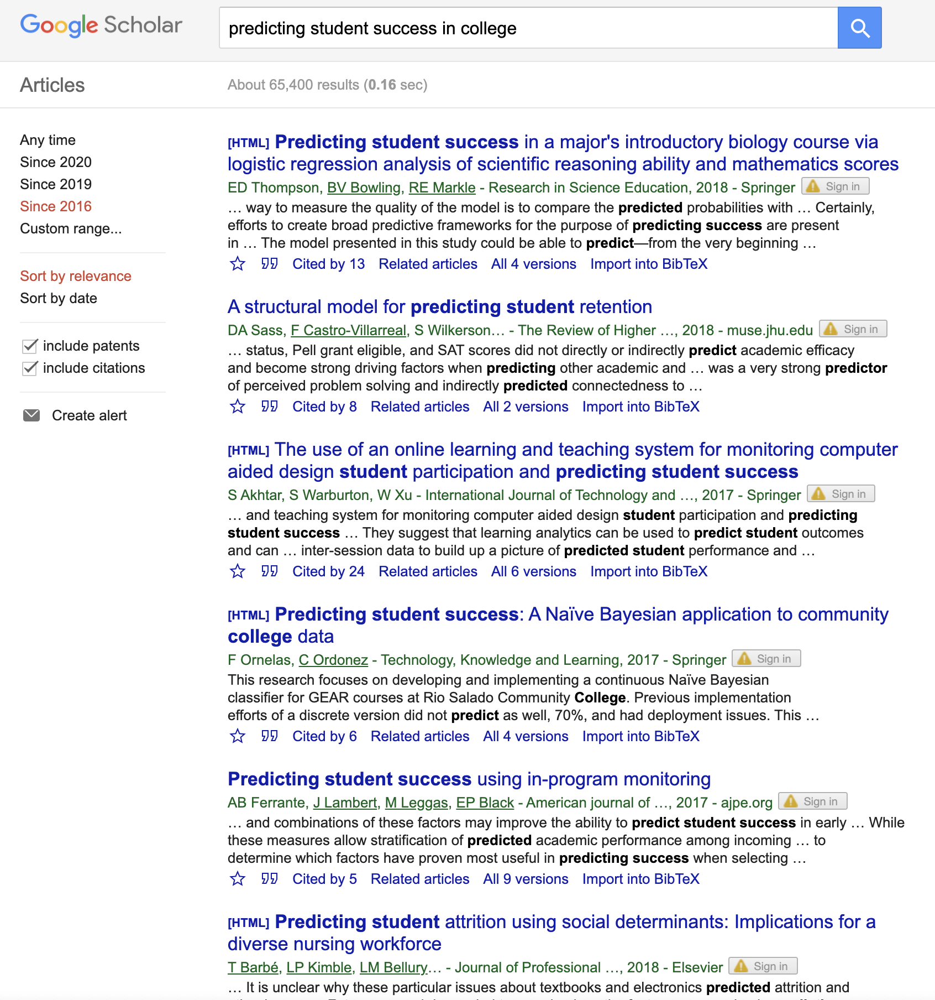 Google Scholar
predicting student success in college
Articles
About 65,400 results (0.16 sec)
Any time
Since 2020
Since 2019
Since 2016
Custom range...
Sort by relevance
Sort by date
include patents
include citations
Create alert
[HTML] Predicting student success in a major's introductory biology course via
logistic regression analysis of scientific reasoning ability and mathematics scores
ED Thompson, BV Bowling, RE Markle - Research in Science Education, 2018 - Springer Sign in
… way to measure the quality of the model is to compare the predicted probabilities with … Certainly,
efforts to create broad predictive frameworks for the purpose of predicting success are present
in … The model presented in this study could be able to predict—from the very beginning …
Cited by 13 Related articles All 4 versions Import into BibTeX
A structural model for predicting student retention
DA Sass, F Castro-Villarreal, S Wilkerson… - The Review of Higher …, 2018 - muse.jhu.edu Sign in
… status, Pell grant eligible, and SAT scores did not directly or indirectly predict academic efficacy
and become strong driving factors when predicting other academic and … was a very strong predictor
of perceived problem solving and indirectly predicted connectedness to …
Cited by 8 Related articles All 2 versions Import into BibTeX
[HTML] The use of an online learning and teaching system for monitoring computer
aided design student participation and predicting student success
S Akhtar, S Warburton, W Xu - International Journal of Technology and …, 2017 - Springer Sign in
… and teaching system for monitoring computer aided design student participation and predicting
student success … They suggest that learning analytics can be used to predict student outcomes
and can … inter-session data to build up a picture of predicted student performance and …
Cited by 24 Related articles All 6 versions Import into BibTeX
[HTML] Predicting student success: A Naïve Bayesian application to community
college data
F Ornelas, C Ordonez - Technology, Knowledge and Learning, 2017 - Springer Sign in
This research focuses on developing and implementing a continuous Naïve Bayesian
classifier for GEAR courses at Rio Salado Community College. Previous implementation
efforts of a discrete version did not predict as well, 70%, and had deployment issues. This …
Cited by 6 Related articles All 4 versions Import into BibTeX
Predicting student success using in-program monitoring
AB Ferrante, J Lambert, M Leggas, EP Black - American journal of …, 2017 - ajpe.org Sign in
… and combinations of these factors may improve the ability to predict student success in early … While
these measures allow stratification of predicted academic performance among incoming … to
determine which factors have proven most useful in predicting success when selecting …
Cited by 5 Related articles All 9 versions Import into BibTeX
[HTML] Predicting student attrition using social determinants: Implications for a
diverse nursing workforce
T Barbé, LP Kimble, LM Bellury… - Journal of Professional …, 2018 - Elsevier Sign in
… It is unclear why these particular issues about textbooks and electronics predicted attrition and